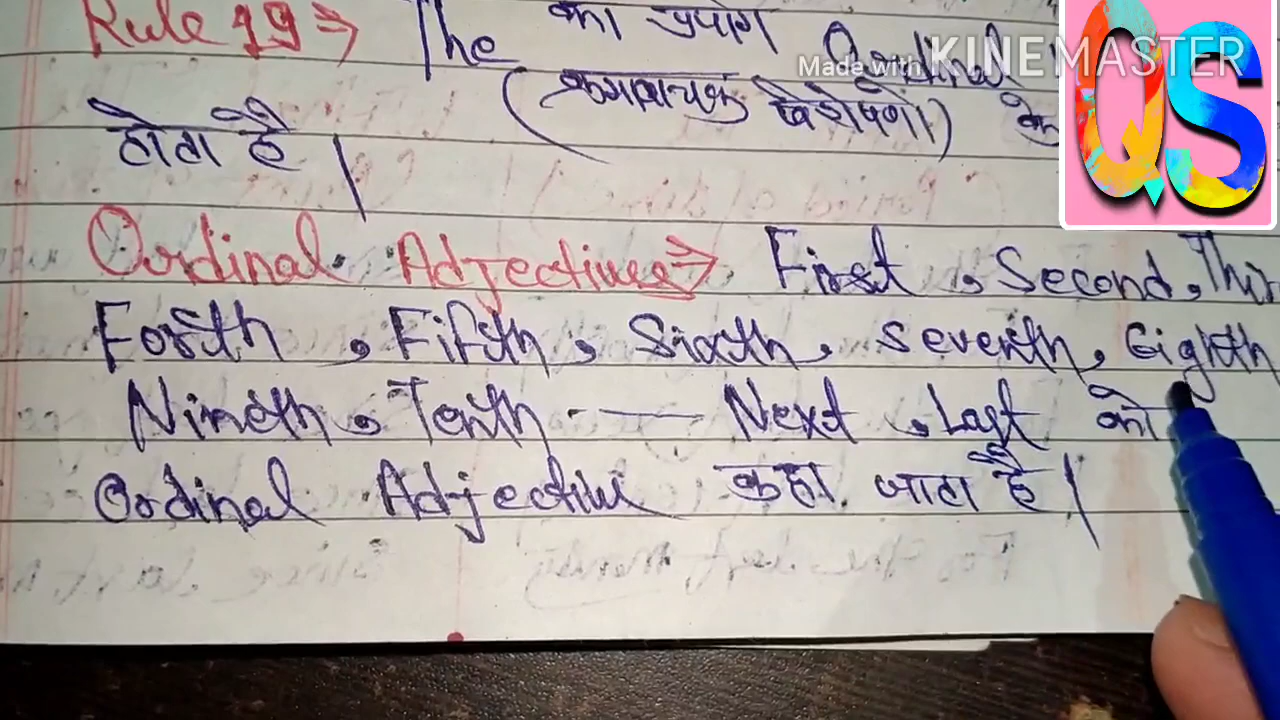 Rule 19 ⇒ The का प्रयोग Ordinal
(क्रमवाचक विशेषणों) के
होता है ।
Ordinal Adjectives ⇒ First, Second, Thir
Forth, Fifth, Sixth, Seventh, Eighth
Nineth, Tenth — Next, Last को
Ordinal Adjective कहा जाता है ।
Made with KINEMASTER
QS